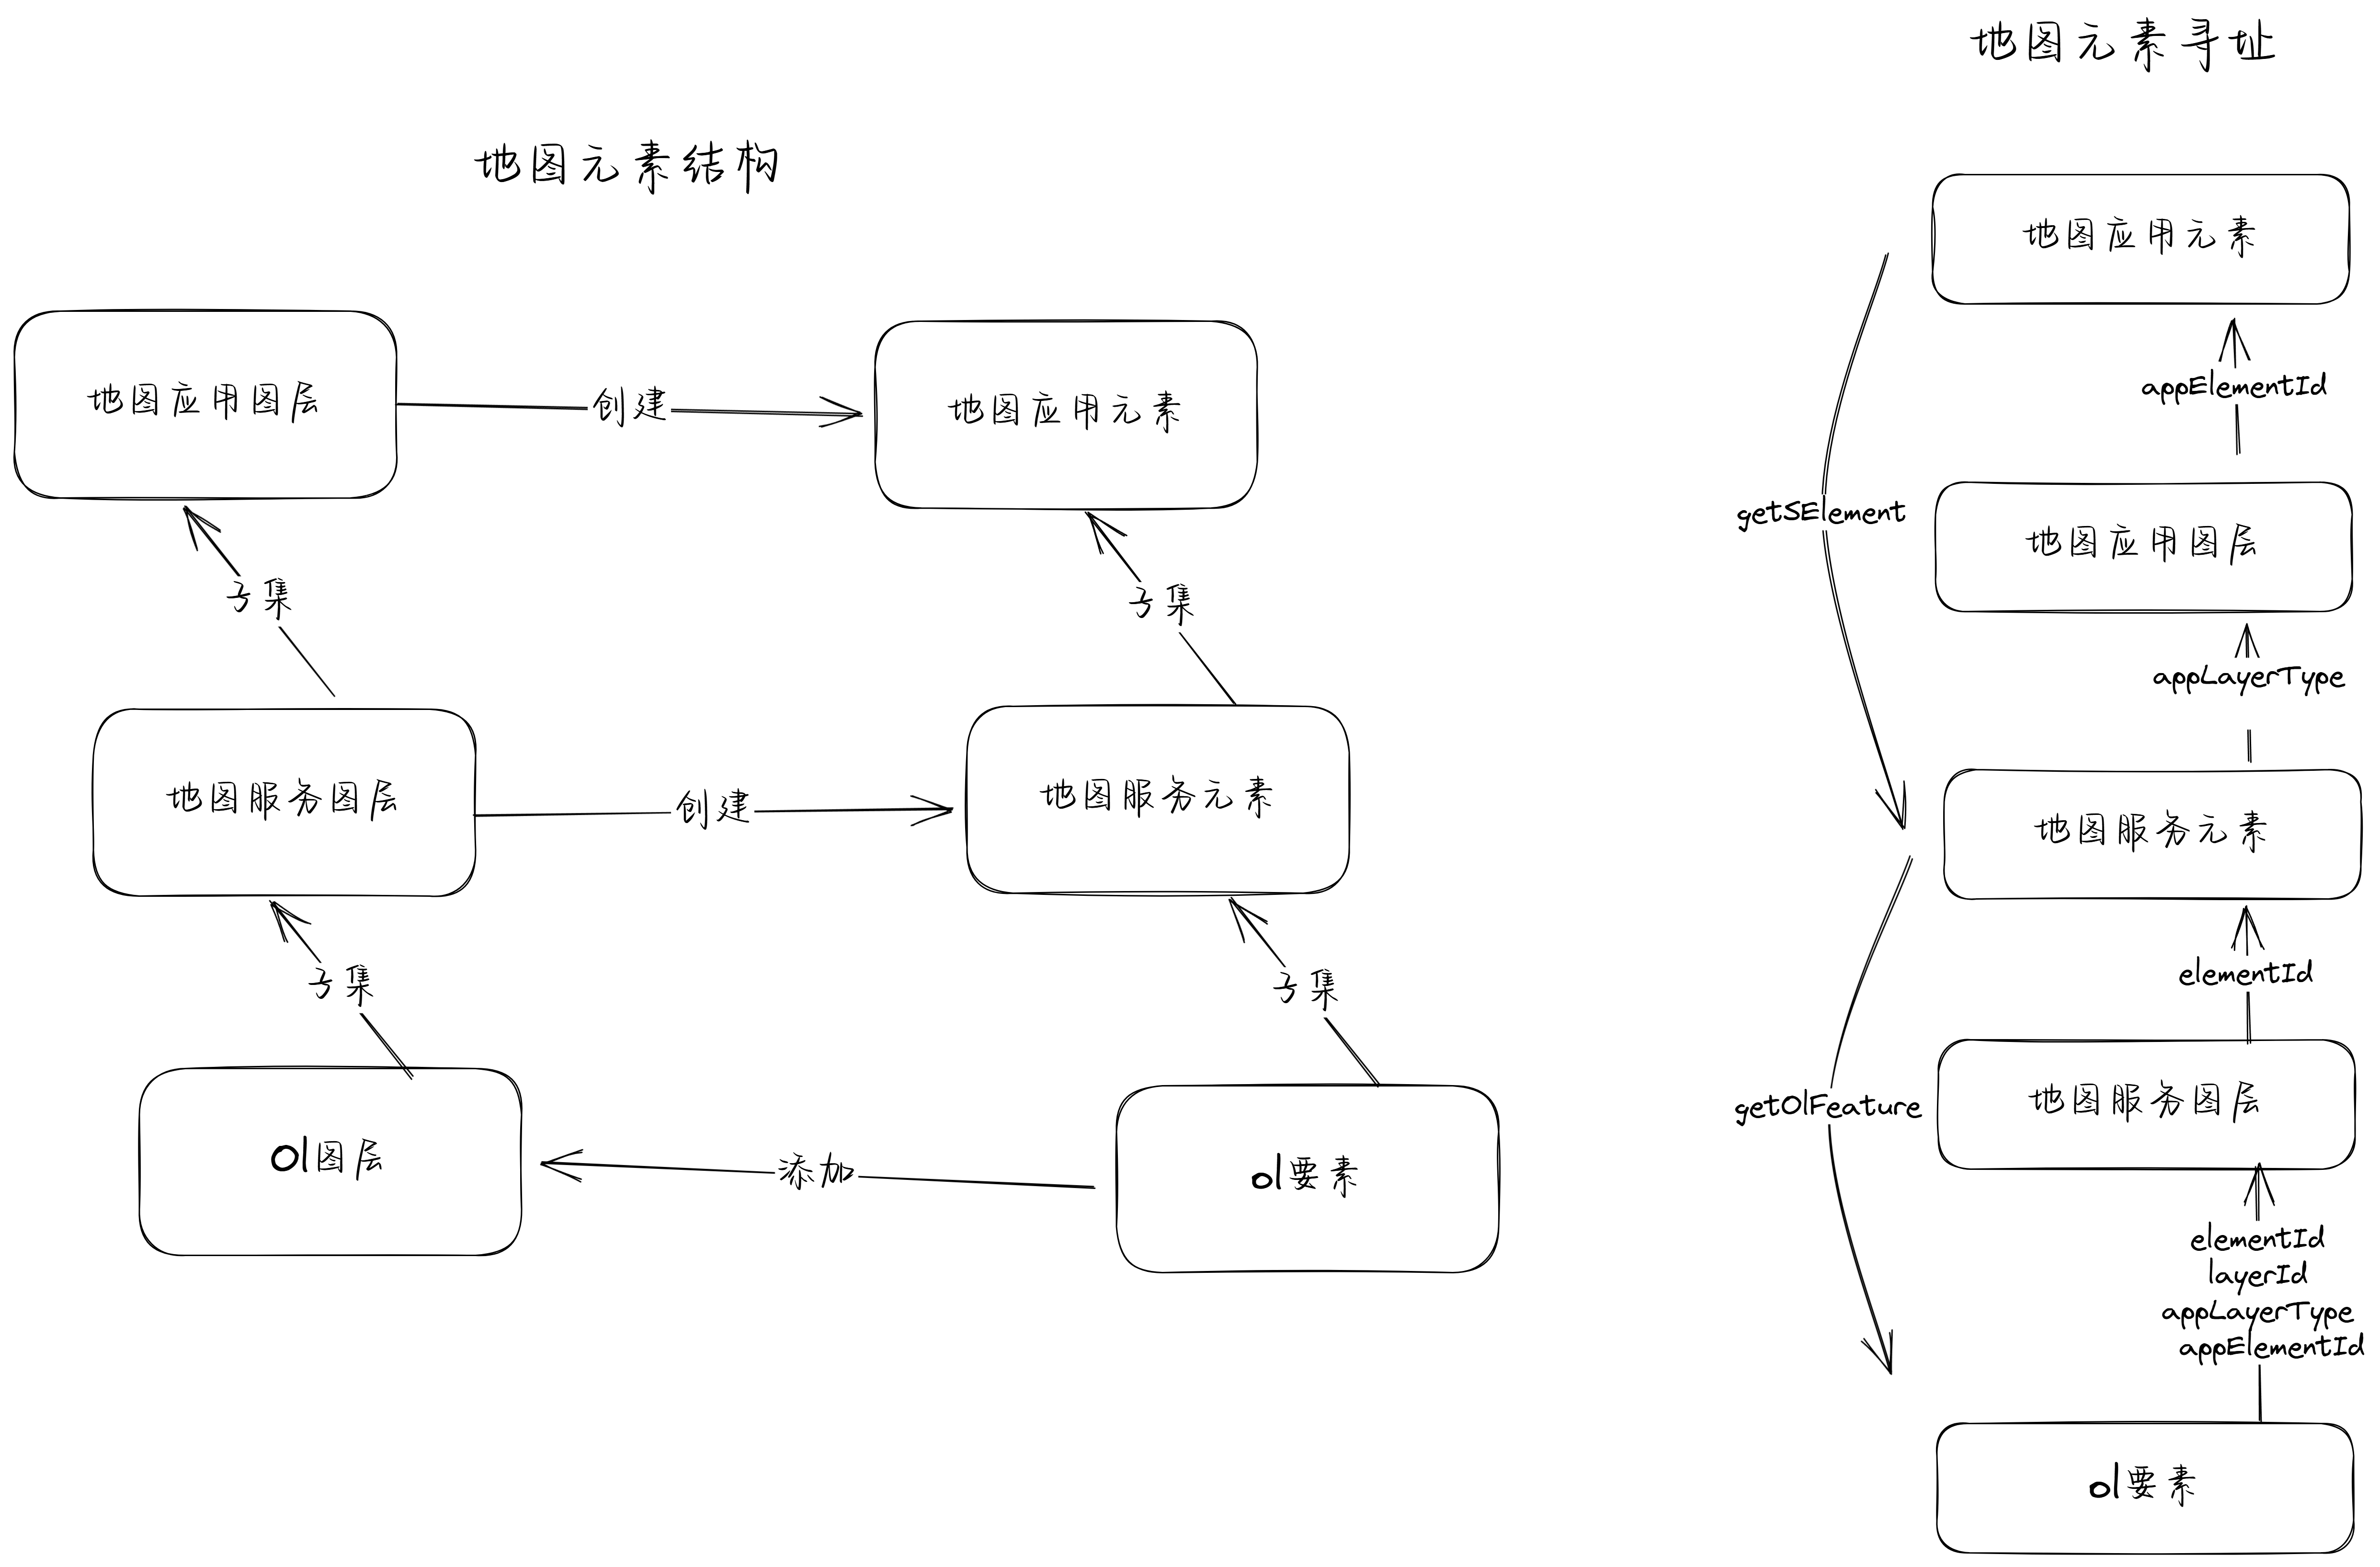 地图元素结构
地图应用图层
创建
地图应用元素
子集
子集
地图服务图层
创建
地图服务元素
子集
子集
Ol图层
添加
ol要素
地图元素寻址
地图应用元素
appElementId
getSElement
地图应用图层
appLayerType
地图服务元素
elementId
getOlFeature
地图服务图层
elementId
layerId
appLayerType
appElementId
ol要素